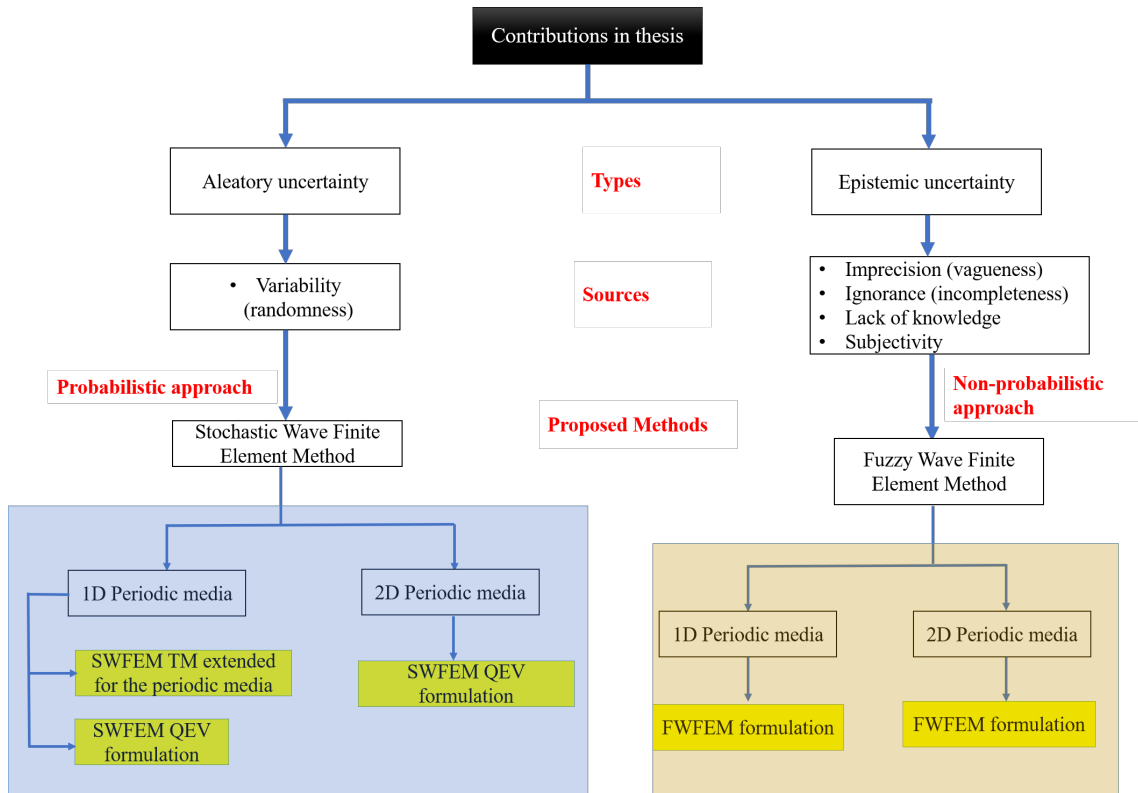 Contributions in thesis
Aleatory uncertainty
Types
Epistemic uncertainty
• Variability
(randomness)
Sources
• Imprecision (vagueness)
• Ignorance (incompleteness)
• Lack of knowledge
• Subjectivity
Probabilistic approach
Non-probabilistic
approach
Proposed Methods
Stochastic Wave Finite
Element Method
Fuzzy Wave Finite
Element Method
1D Periodic media
2D Periodic media
SWFEM TM extended
for the periodic media
SWFEM QEV
formulation
SWFEM QEV
formulation
1D Periodic media
2D Periodic media
FWFEM formulation
FWFEM formulation